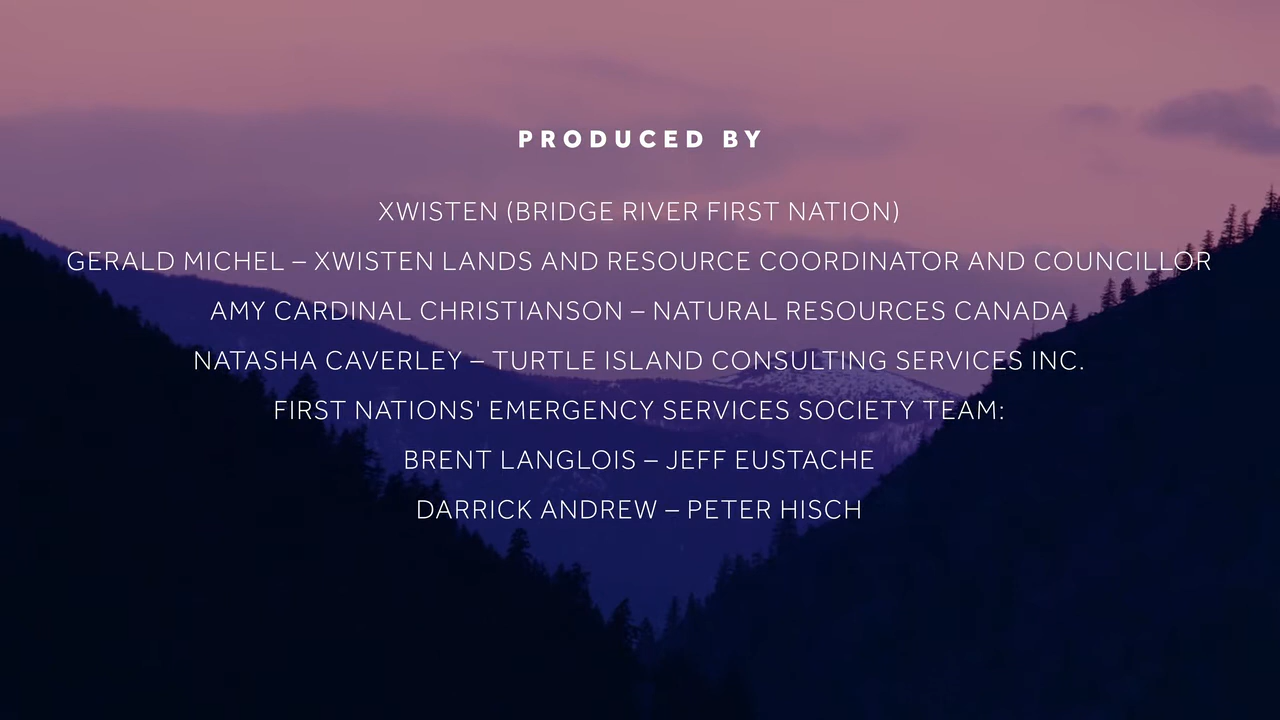 PRODUCED BY
XWISTEN (BRIDGE RIVER FIRST NATION)
GERALD MICHEL – XWISTEN LANDS AND RESOURCE COORDINATOR AND COUNCILLOR
AMY CARDINAL CHRISTIANSON – NATURAL RESOURCES CANADA
NATASHA CAVERLEY – TURTLE ISLAND CONSULTING SERVICES INC.
FIRST NATIONS' EMERGENCY SERVICES SOCIETY TEAM:
BRENT LANGLOIS – JEFF EUSTACHE
DARRICK ANDREW – PETER HISCH